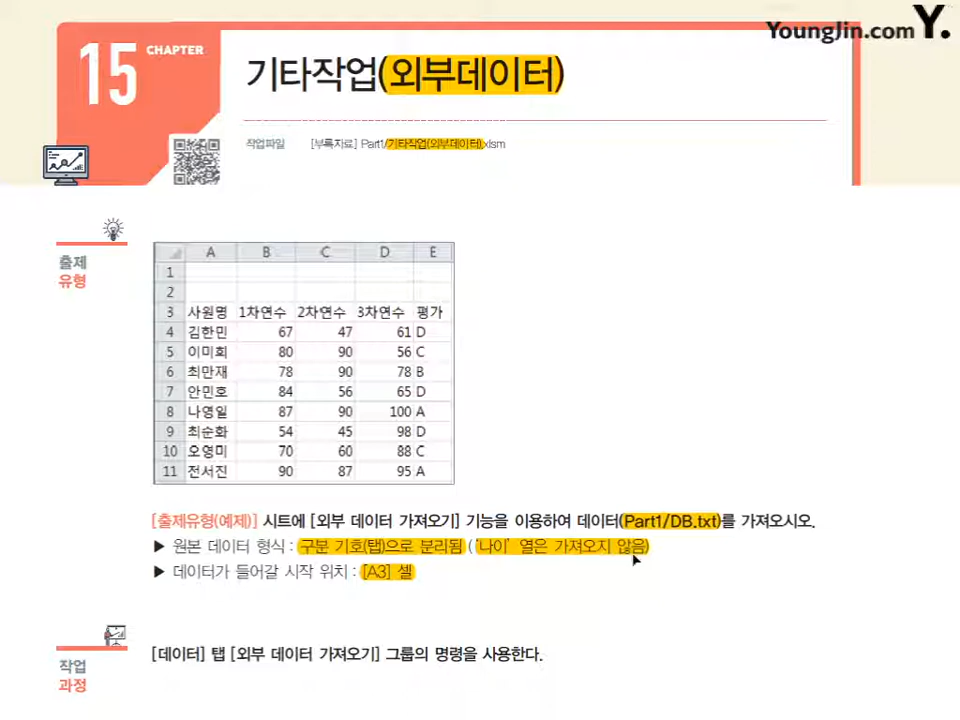 YoungJin.com Y.
15 CHAPTER
기타작업(외부데이터)
작업파일 [부록자료] Part1/기타작업(외부데이터).xlsm
출제
유형
A B C D E
1
2
3 사원명 1차연수 2차연수 3차연수 평가
4 김한민 67 47 61 D
5 이미희 80 90 56 C
6 최만재 78 90 78 B
7 안민호 84 56 65 D
8 나영일 87 90 100 A
9 최순화 54 45 98 D
10 오영미 70 60 88 C
11 전서진 90 87 95 A
[출제유형(예제)] 시트에 [외부 데이터 가져오기] 기능을 이용하여 데이터(Part1/DB.txt)를 가져오시오.
▶ 원본 데이터 형식 : 구분 기호(탭)으로 분리됨 ('나이' 열은 가져오지 않음)
▶ 데이터가 들어갈 시작 위치 : [A3] 셀
작업
과정
[데이터] 탭 [외부 데이터 가져오기] 그룹의 명령을 사용한다.